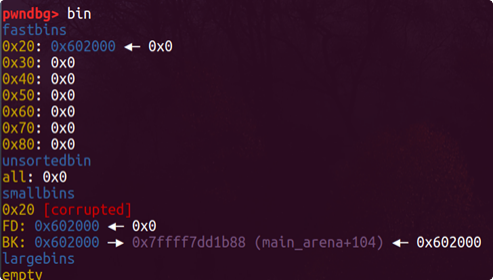 pwndbg> bin
fastbins
0x20: 0x602000 ← 0x0
0x30: 0x0
0x40: 0x0
0x50: 0x0
0x60: 0x0
0x70: 0x0
0x80: 0x0
unsortedbin
all: 0x0
smallbins
0x20 [corrupted]
FD: 0x602000 ← 0x0
BK: 0x602000 → 0x7ffff7dd1b88 (main_arena+104) ← 0x602000
largebins
empty